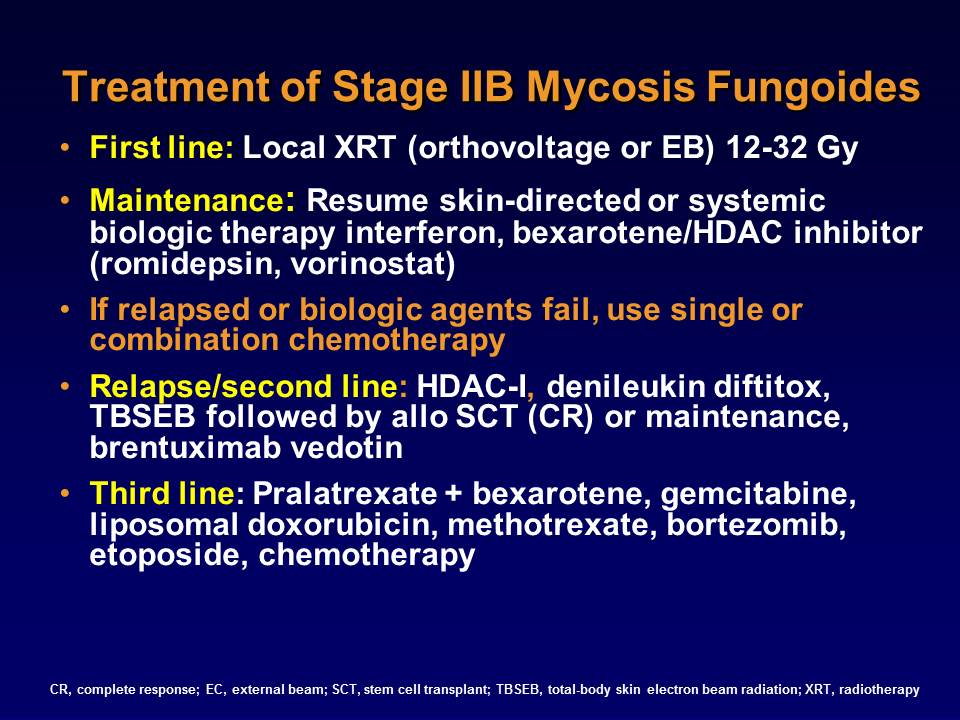 Treatment of Stage IIB Mycosis Fungoides
• First line: Local XRT (orthovoltage or EB) 12-32 Gy
• Maintenance: Resume skin-directed or systemic
biologic therapy interferon, bexarotene/HDAC inhibitor
(romidepsin, vorinostat)
• If relapsed or biologic agents fail, use single or
combination chemotherapy
• Relapse/second line: HDAC-I, denileukin diftitox,
TBSEB followed by allo SCT (CR) or maintenance,
brentuximab vedotin
• Third line: Pralatrexate + bexarotene, gemcitabine,
liposomal doxorubicin, methotrexate, bortezomib,
etoposide, chemotherapy
CR, complete response; EC, external beam; SCT, stem cell transplant; TBSEB, total-body skin electron beam radiation; XRT, radiotherapy